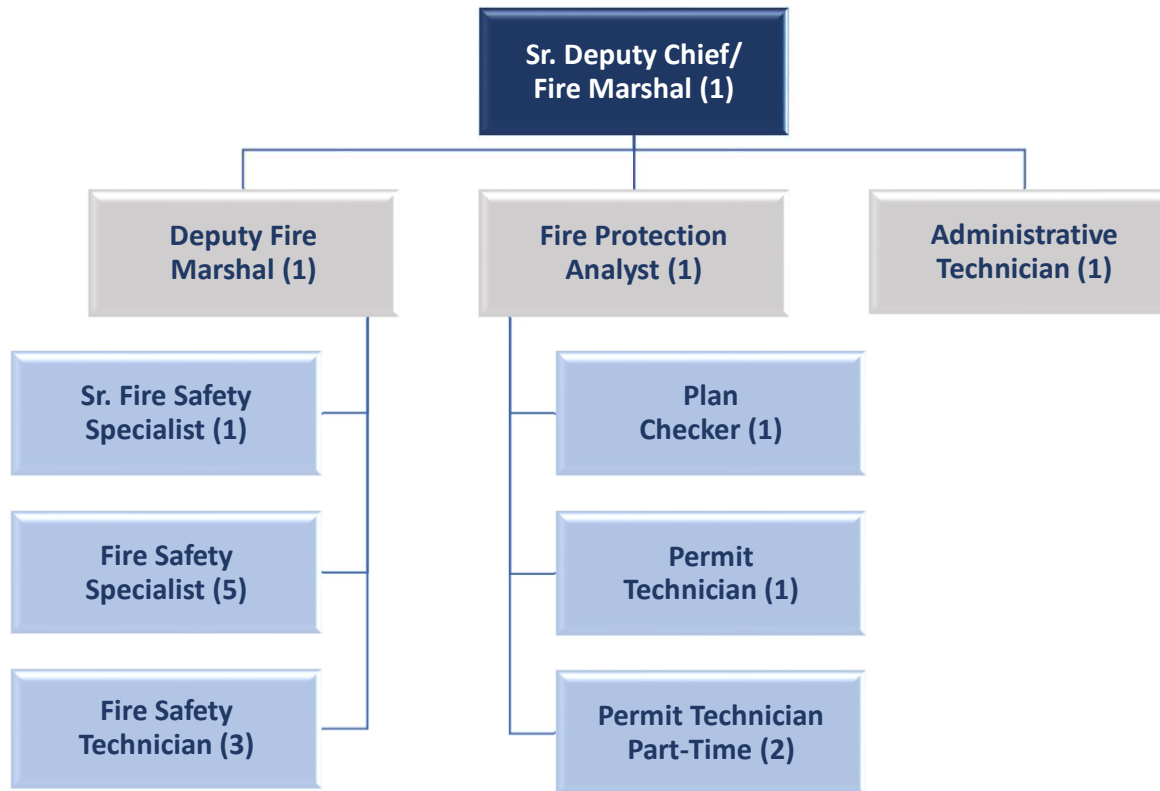 Sr. Deputy Chief/
Fire Marshal (1)
Deputy Fire
Marshal (1)
Fire Protection
Analyst (1)
Administrative
Technician (1)
Sr. Fire Safety
Specialist (1)
Plan
Checker (1)
Fire Safety
Specialist (5)
Permit
Technician (1)
Fire Safety
Technician (3)
Permit Technician
Part-Time (2)